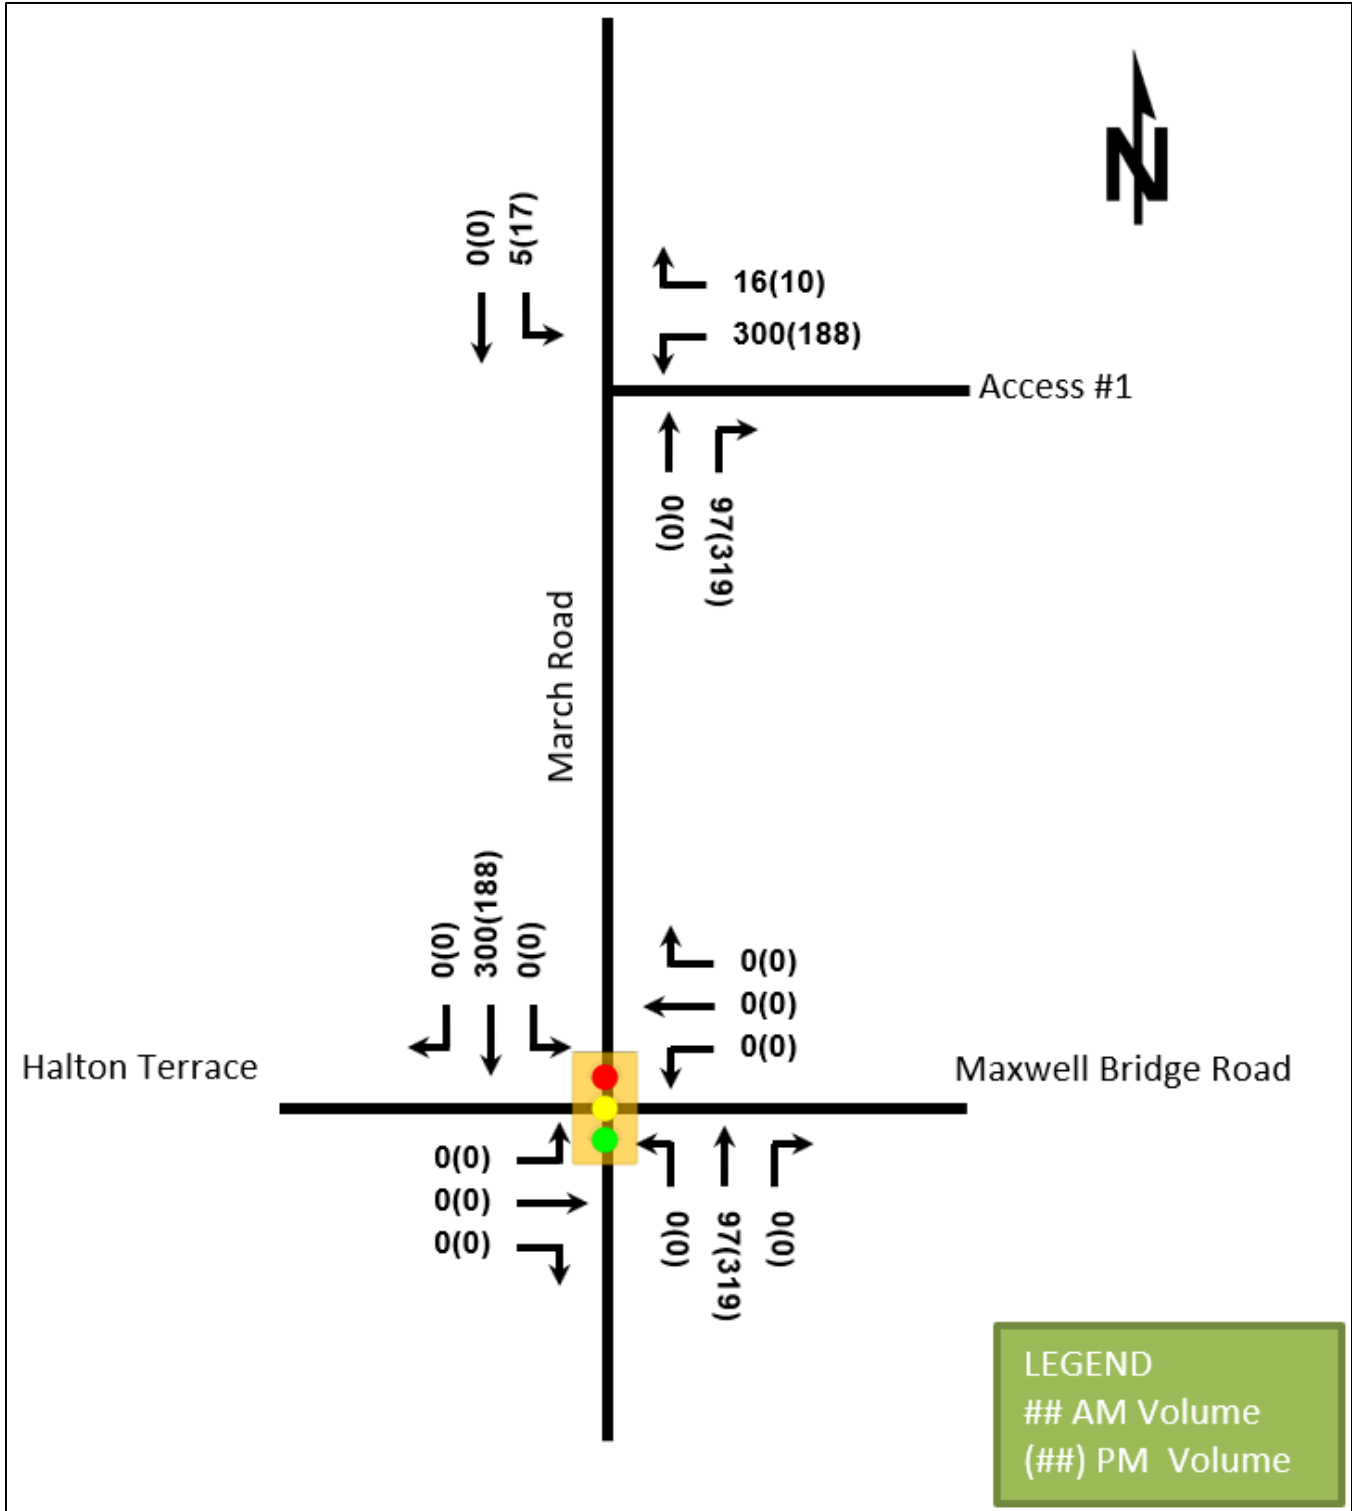 N
0(0)
5(17)
16(10)
300(188)
Access #1
0(0)
97(319)
March Road
0(0)
300(188)
0(0)
0(0)
0(0)
0(0)
Halton Terrace
Maxwell Bridge Road
0(0)
0(0)
0(0)
0(0)
97(319)
0(0)
LEGEND
## AM Volume
(##) PM Volume